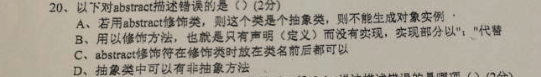 20、以下对abstract描述错误的是（）(2分)
A、若用abstract修饰类，则这个类是个抽象类，则不能生成对象实例
B、用以修饰方法，也就是只有声明（定义）而没有实现，实现部分以"；"代替
C、abstract修饰符在修饰类时放在类名前后都可以
D、抽象类中可以有非抽象方法